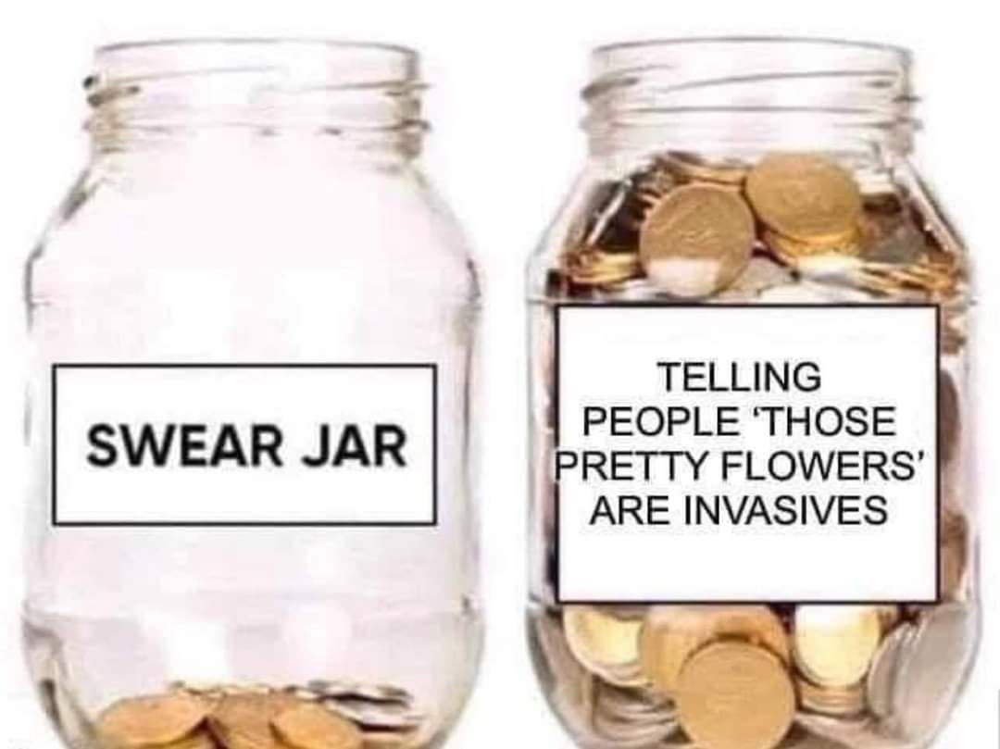 SWEAR JAR
TELLING
PEOPLE ‘THOSE
PRETTY FLOWERS’
ARE INVASIVES